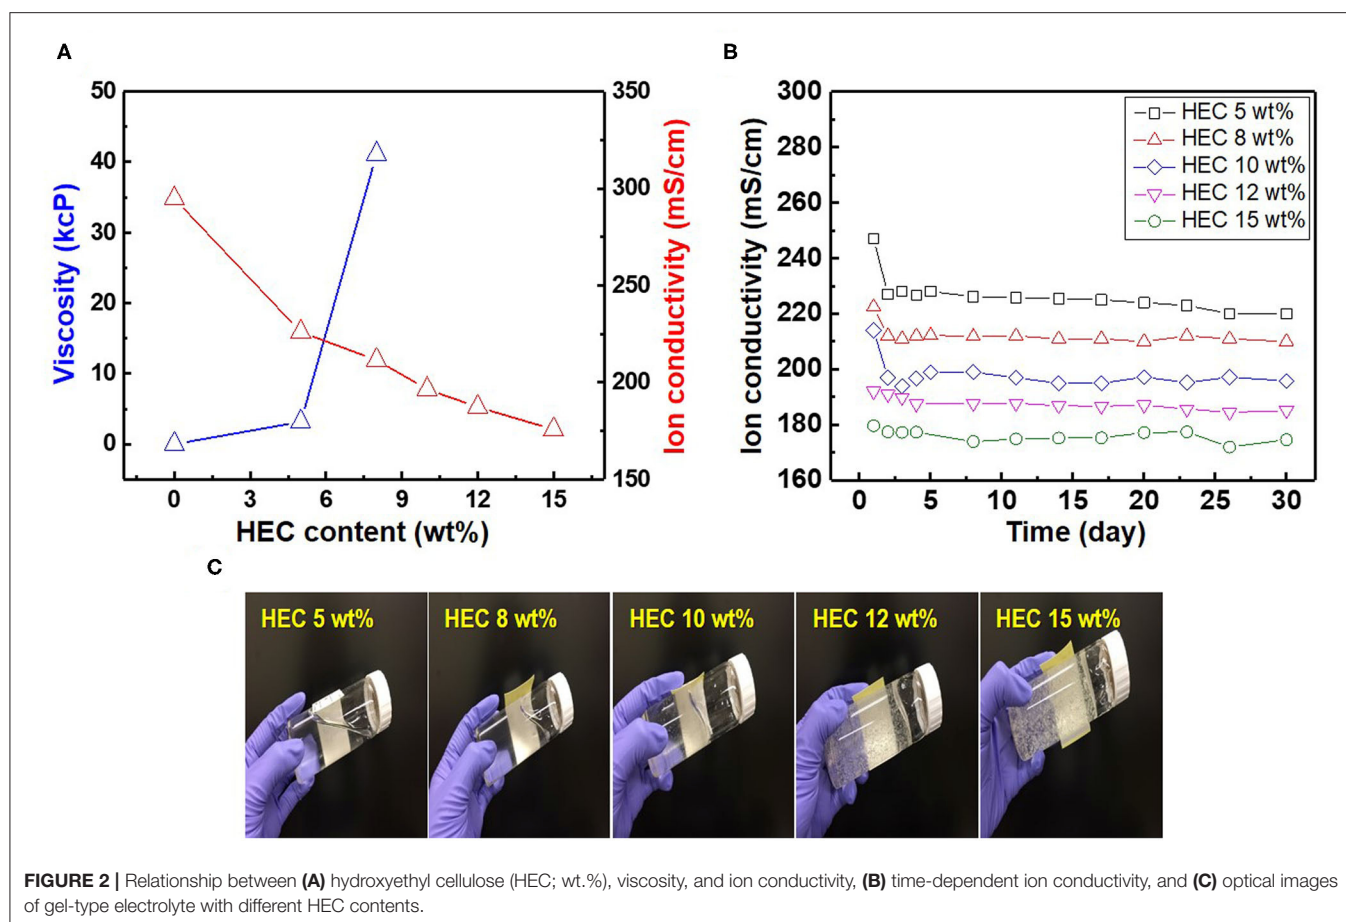 A
B
50
40
30
20
10
0
Viscosity (kcP)
350
300
250
200
150
Ion conductivity (mS/cm)
0 3 6 9 12 15
HEC content (wt%)
300
280
260
240
220
200
180
160
Ion conductivity (mS/cm)
HEC 5 wt%
HEC 8 wt%
HEC 10 wt%
HEC 12 wt%
HEC 15 wt%
0 5 10 15 20 25 30
Time (day)
C
HEC 5 wt%
HEC 8 wt%
HEC 10 wt%
HEC 12 wt%
HEC 15 wt%
FIGURE 2 | Relationship between (A) hydroxyethyl cellulose (HEC; wt.%), viscosity, and ion conductivity, (B) time-dependent ion conductivity, and (C) optical images
of gel-type electrolyte with different HEC contents.